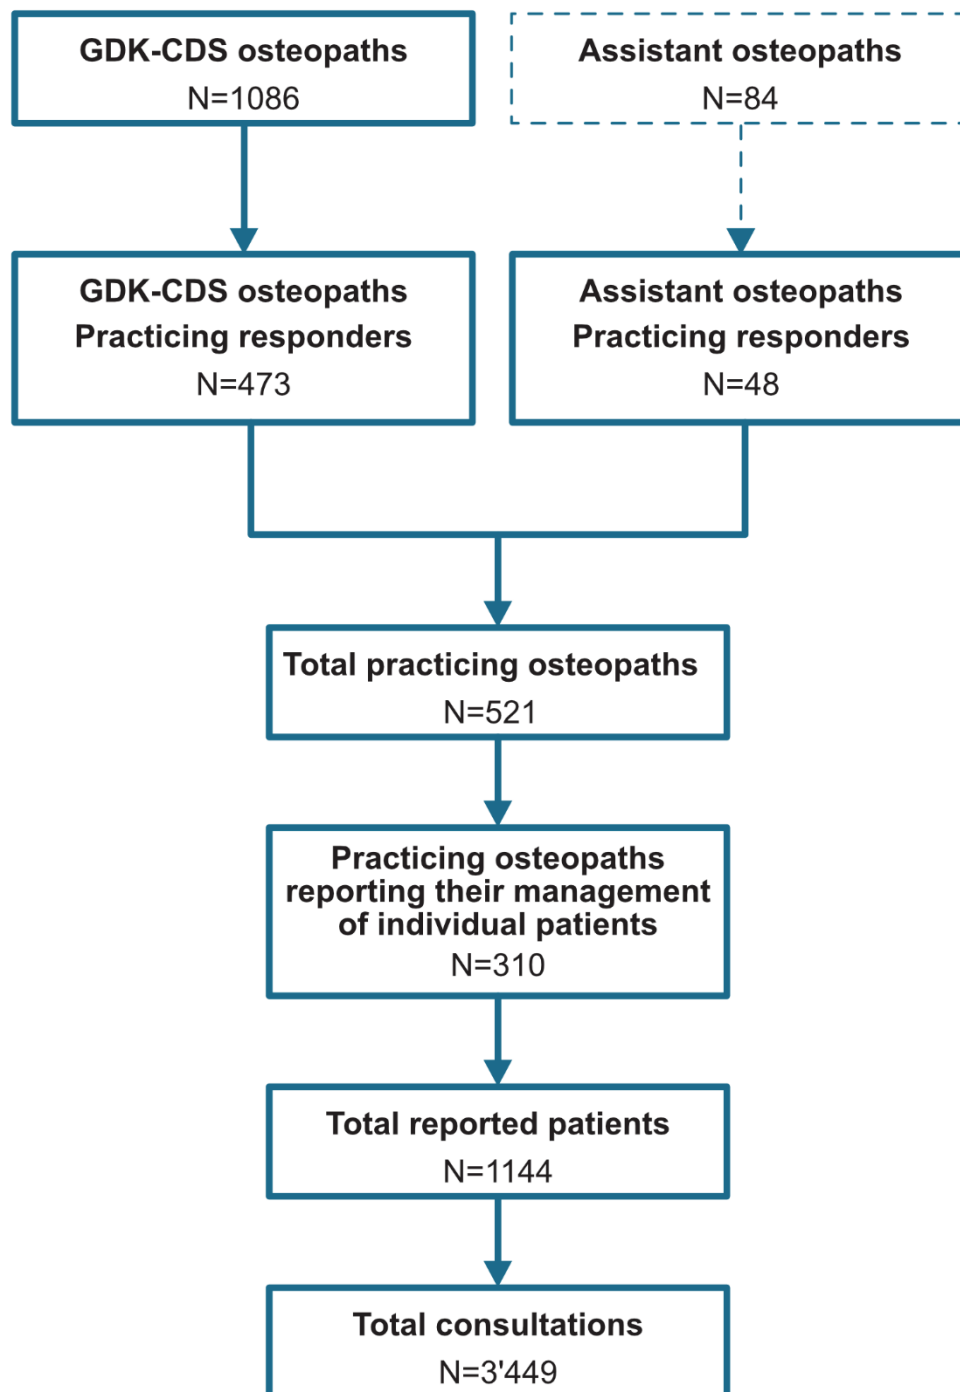 GDK-CDS osteopaths
N=1086
Assistant osteopaths
N=84
GDK-CDS osteopaths
Practicing responders
N=473
Assistant osteopaths
Practicing responders
N=48
Total practicing osteopaths
N=521
Practicing osteopaths
reporting their management
of individual patients
N=310
Total reported patients
N=1144
Total consultations
N=3'449